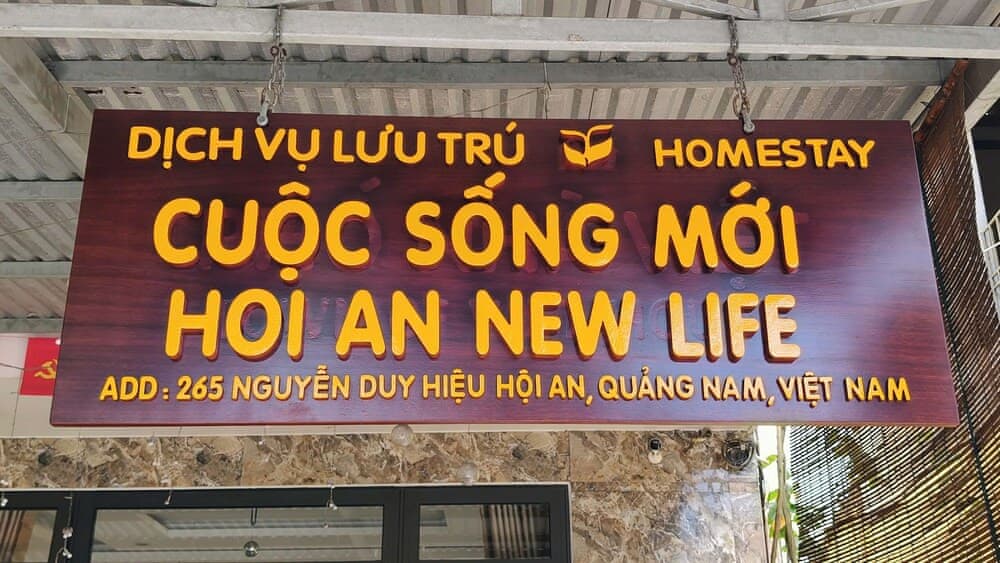 DỊCH VỤ LƯU TRÚ HOMESTAY
CUỘC SỐNG MỚI
HOI AN NEW LIFE
ADD : 265 NGUYỄN DUY HIỆU HỘI AN, QUẢNG NAM, VIỆT NAM